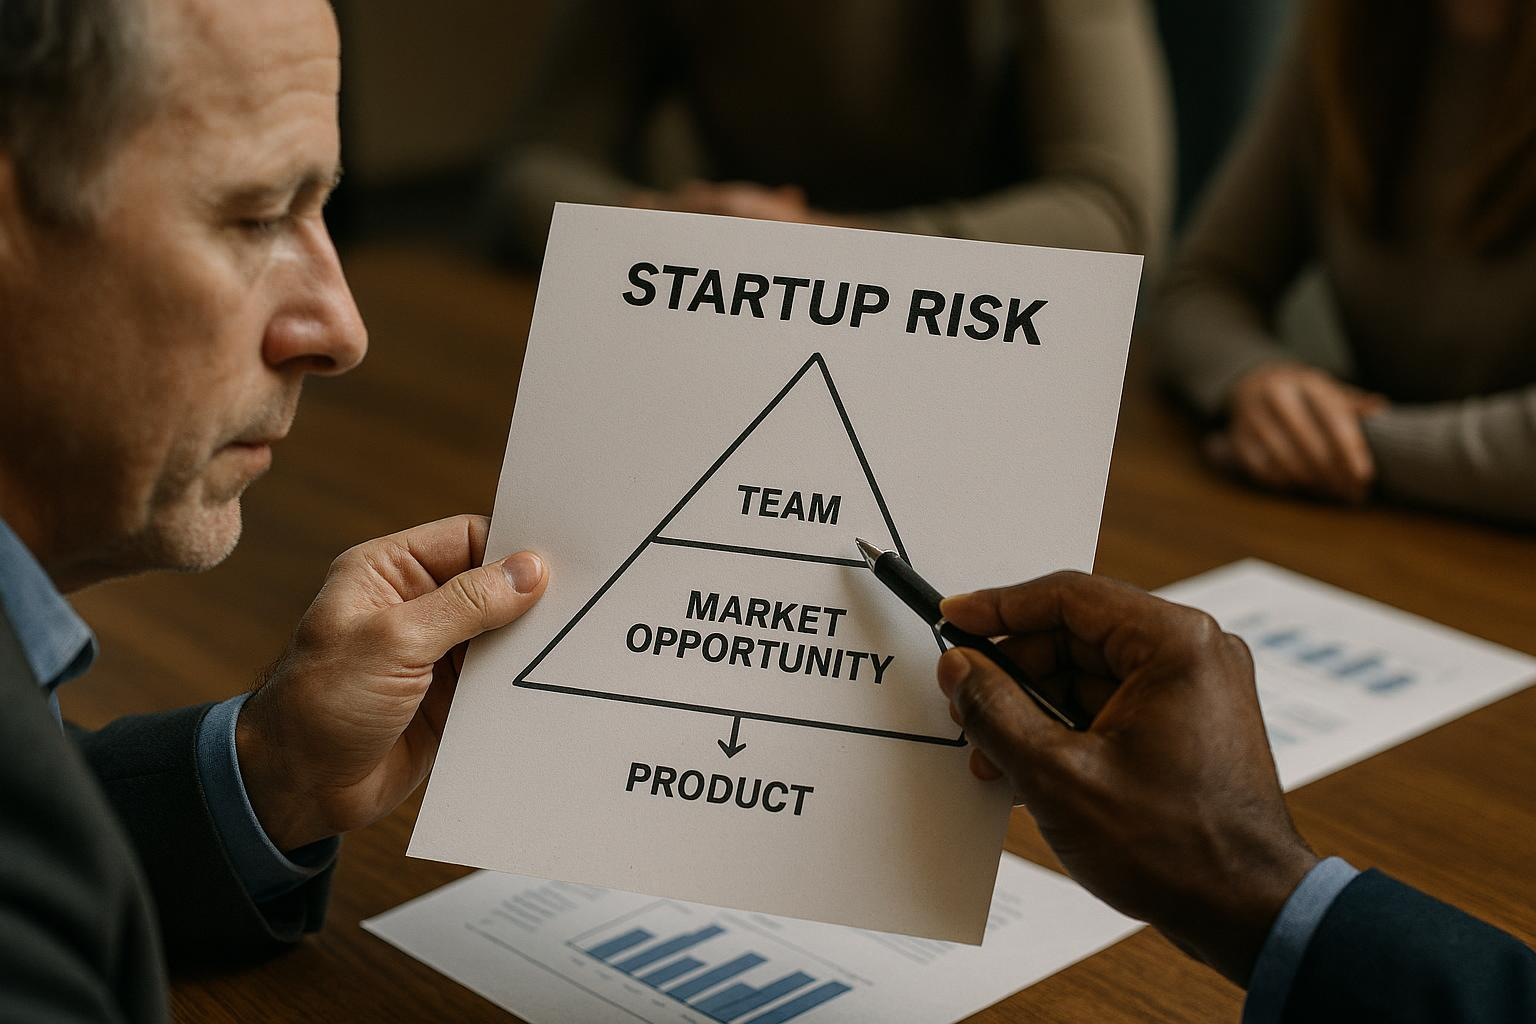 STARTUP RISK
TEAM
MARKET
OPPORTUNITY
PRODUCT